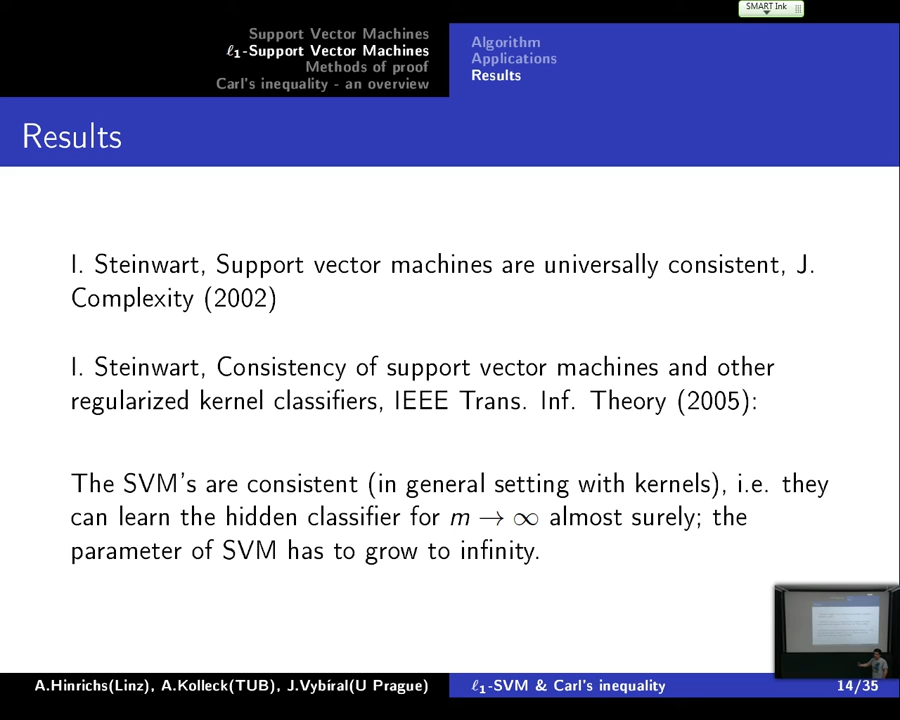 SMART Ink
Support Vector Machines
ℓ1-Support Vector Machines
Methods of proof
Carl's inequality - an overview
Algorithm
Applications
Results
Results
I. Steinwart, Support vector machines are universally consistent, J.
Complexity (2002)
I. Steinwart, Consistency of support vector machines and other
regularized kernel classifiers, IEEE Trans. Inf. Theory (2005):
The SVM's are consistent (in general setting with kernels), i.e. they
can learn the hidden classifier for m → ∞ almost surely; the
parameter of SVM has to grow to infinity.
A.Hinrichs(Linz), A.Kolleck(TUB), J.Vybíral(U Prague)
ℓ1-SVM & Carl's inequality
14/35